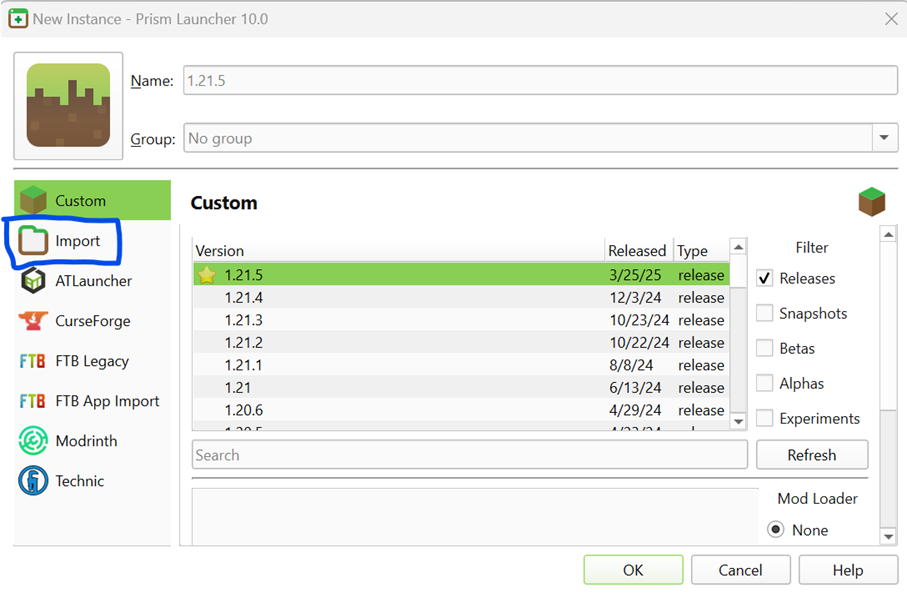 New Instance - Prism Launcher 10.0
Name: 1.21.5
Group: No group
Custom
Import
ATLauncher
CurseForge
FTB Legacy
FTB App Import
Modrinth
Technic
Custom
Version Released Type
1.21.5 3/25/25 release
1.21.4 12/3/24 release
1.21.3 10/23/24 release
1.21.2 10/22/24 release
1.21.1 8/8/24 release
1.21 6/13/24 release
1.20.6 4/29/24 release
Search
Filter
Releases
Snapshots
Betas
Alphas
Experiments
Refresh
Mod Loader
None
OK Cancel Help